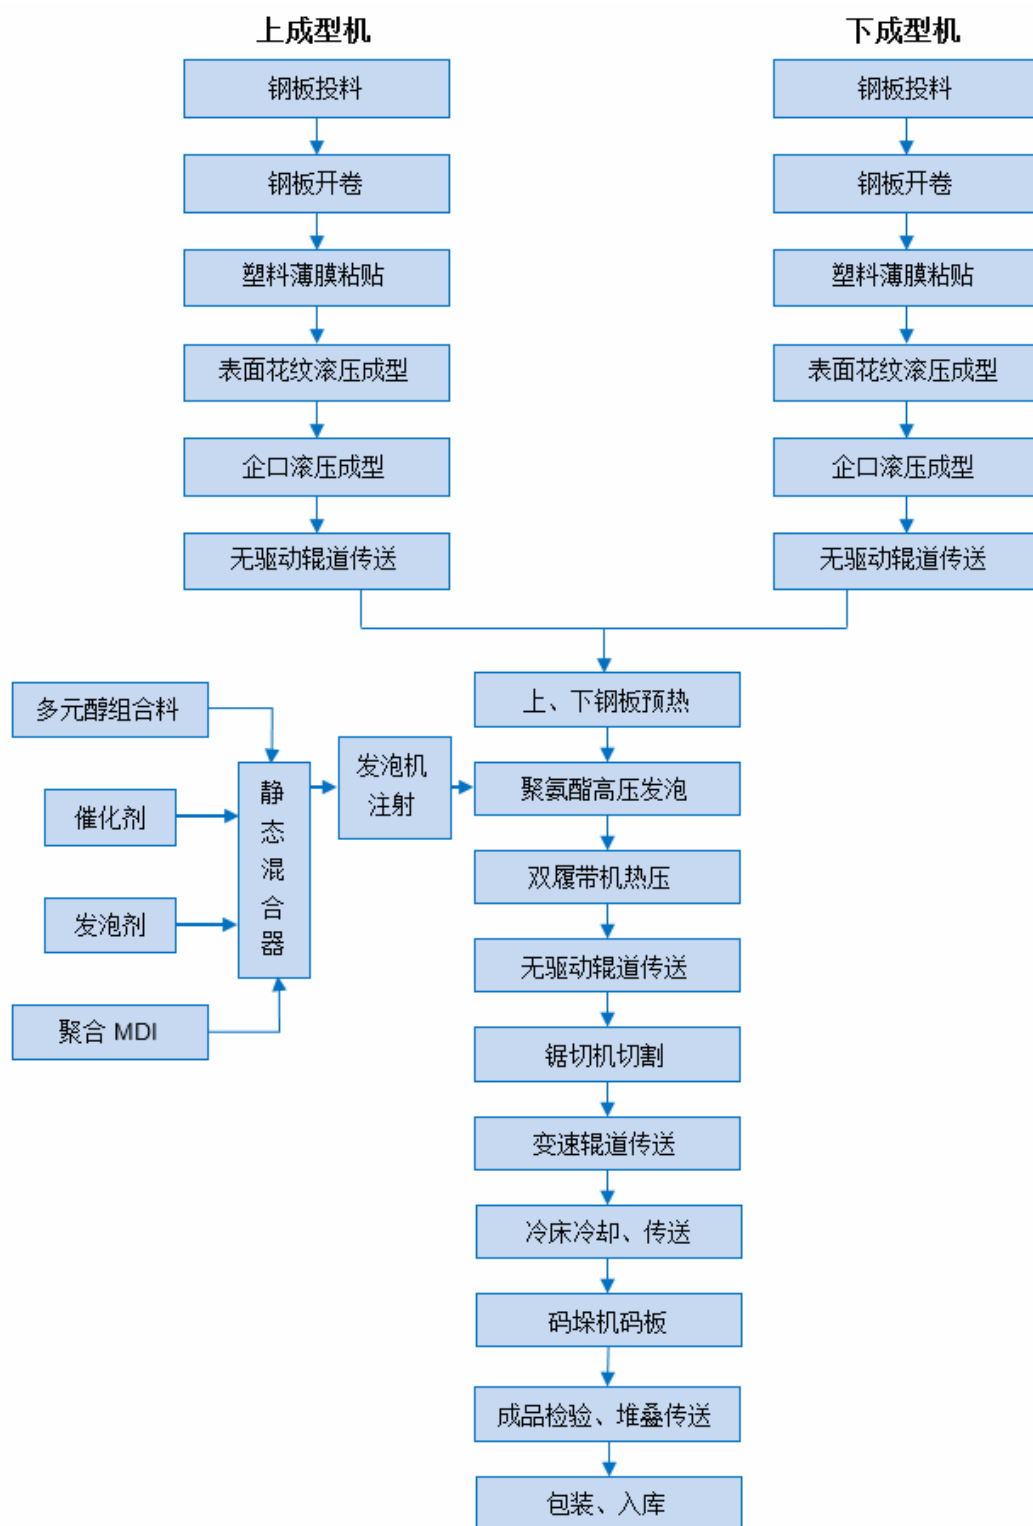 上成型机
下成型机
钢板投料
钢板投料
钢板开卷
钢板开卷
塑料薄膜粘贴
塑料薄膜粘贴
表面花纹滚压成型
表面花纹滚压成型
企口滚压成型
企口滚压成型
无驱动辊道传送
无驱动辊道传送
多元醇组合料
催化剂
发泡剂
聚合 MDI
静
态
混
合
器
发泡机
注射
上、下钢板预热
聚氨酯高压发泡
双履带机热压
无驱动辊道传送
锯切机切割
变速辊道传送
冷床冷却、传送
码垛机码板
成品检验、堆叠传送
包装、入库